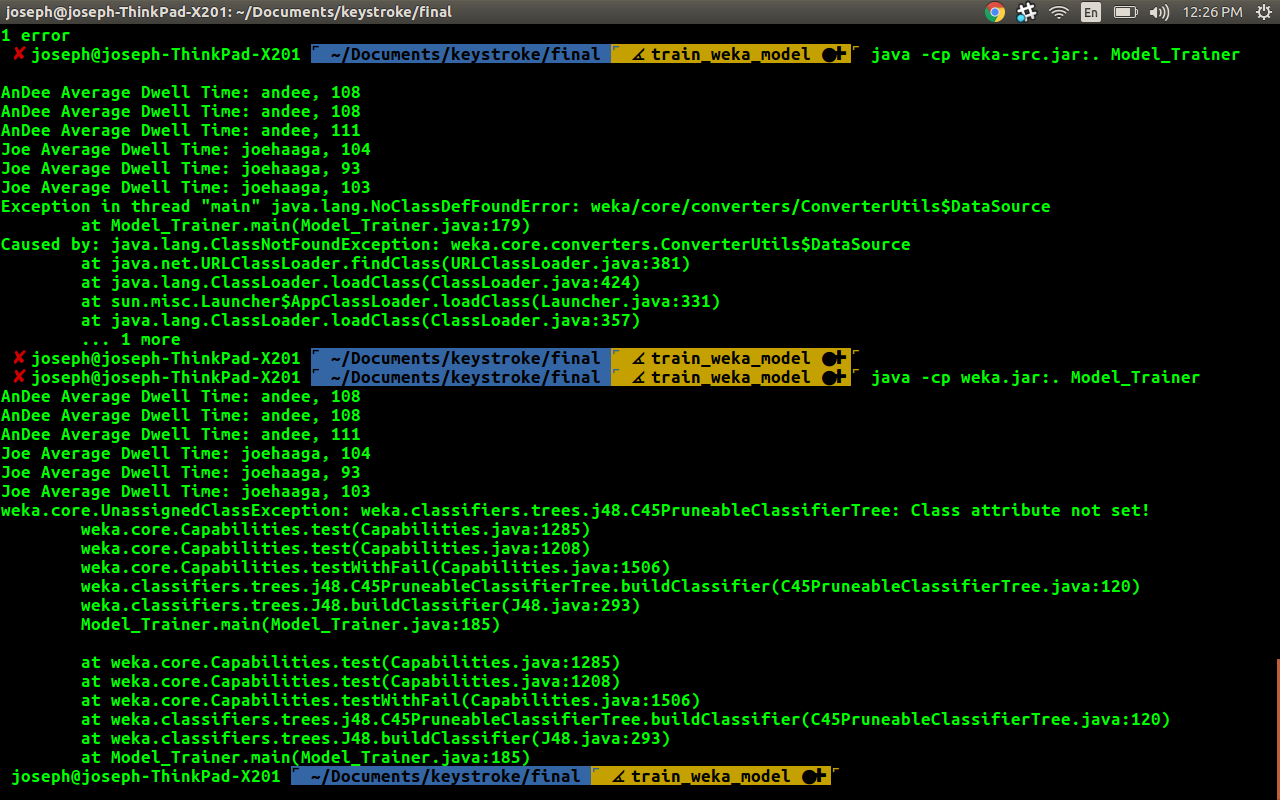 joseph@joseph-ThinkPad-X201: ~/Documents/keystroke/final En 12:26 PM
1 error
✘ joseph@joseph-ThinkPad-X201 ~/Documents/keystroke/final train_weka_model ●✚ java -cp weka-src.jar:. Model_Trainer
AnDee Average Dwell Time: andee, 108
AnDee Average Dwell Time: andee, 108
AnDee Average Dwell Time: andee, 111
Joe Average Dwell Time: joehaaga, 104
Joe Average Dwell Time: joehaaga, 93
Joe Average Dwell Time: joehaaga, 103
Exception in thread "main" java.lang.NoClassDefFoundError: weka/core/converters/ConverterUtils$DataSource
at Model_Trainer.main(Model_Trainer.java:179)
Caused by: java.lang.ClassNotFoundException: weka.core.converters.ConverterUtils$DataSource
at java.net.URLClassLoader.findClass(URLClassLoader.java:381)
at java.lang.ClassLoader.loadClass(ClassLoader.java:424)
at sun.misc.Launcher$AppClassLoader.loadClass(Launcher.java:331)
at java.lang.ClassLoader.loadClass(ClassLoader.java:357)
... 1 more
✘ joseph@joseph-ThinkPad-X201 ~/Documents/keystroke/final train_weka_model ●✚
✘ joseph@joseph-ThinkPad-X201 ~/Documents/keystroke/final train_weka_model ●✚ java -cp weka.jar:. Model_Trainer
AnDee Average Dwell Time: andee, 108
AnDee Average Dwell Time: andee, 108
AnDee Average Dwell Time: andee, 111
Joe Average Dwell Time: joehaaga, 104
Joe Average Dwell Time: joehaaga, 93
Joe Average Dwell Time: joehaaga, 103
weka.core.UnassignedClassException: weka.classifiers.trees.j48.C45PruneableClassifierTree: Class attribute not set!
weka.core.Capabilities.test(Capabilities.java:1285)
weka.core.Capabilities.test(Capabilities.java:1208)
weka.core.Capabilities.testWithFail(Capabilities.java:1506)
weka.classifiers.trees.j48.C45PruneableClassifierTree.buildClassifier(C45PruneableClassifierTree.java:120)
weka.classifiers.trees.J48.buildClassifier(J48.java:293)
Model_Trainer.main(Model_Trainer.java:185)
at weka.core.Capabilities.test(Capabilities.java:1285)
at weka.core.Capabilities.test(Capabilities.java:1208)
at weka.core.Capabilities.testWithFail(Capabilities.java:1506)
at weka.classifiers.trees.j48.C45PruneableClassifierTree.buildClassifier(C45PruneableClassifierTree.java:120)
at weka.classifiers.trees.J48.buildClassifier(J48.java:293)
at Model_Trainer.main(Model_Trainer.java:185)
joseph@joseph-ThinkPad-X201 ~/Documents/keystroke/final train_weka_model ●✚